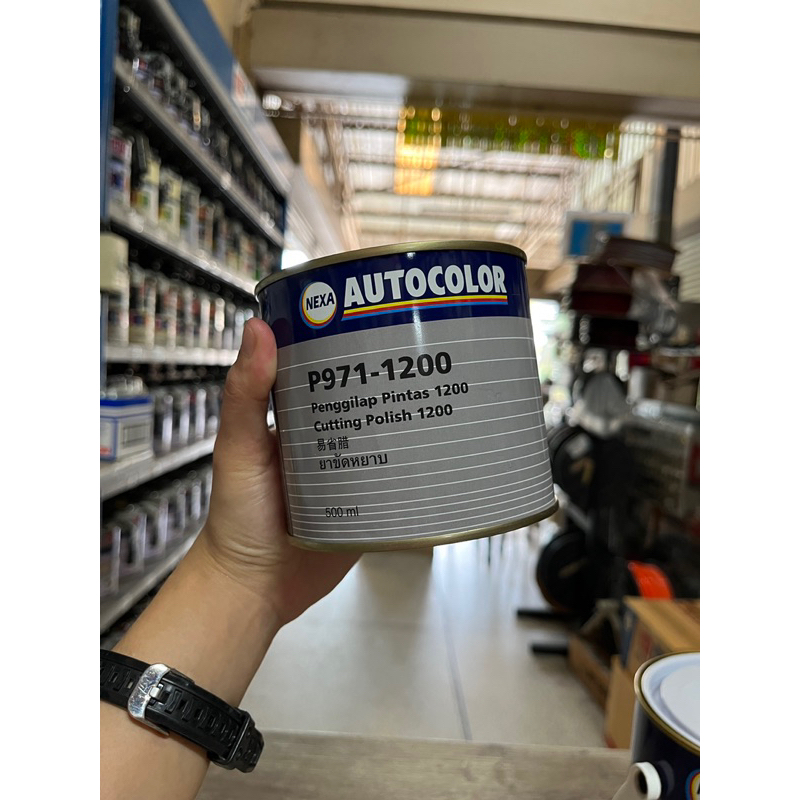 NEXA AUTOCOLOR
P971-1200
Penggilap Pintas 1200
Cutting Polish 1200
易省腊
ยาขัดหยาบ
500 ml